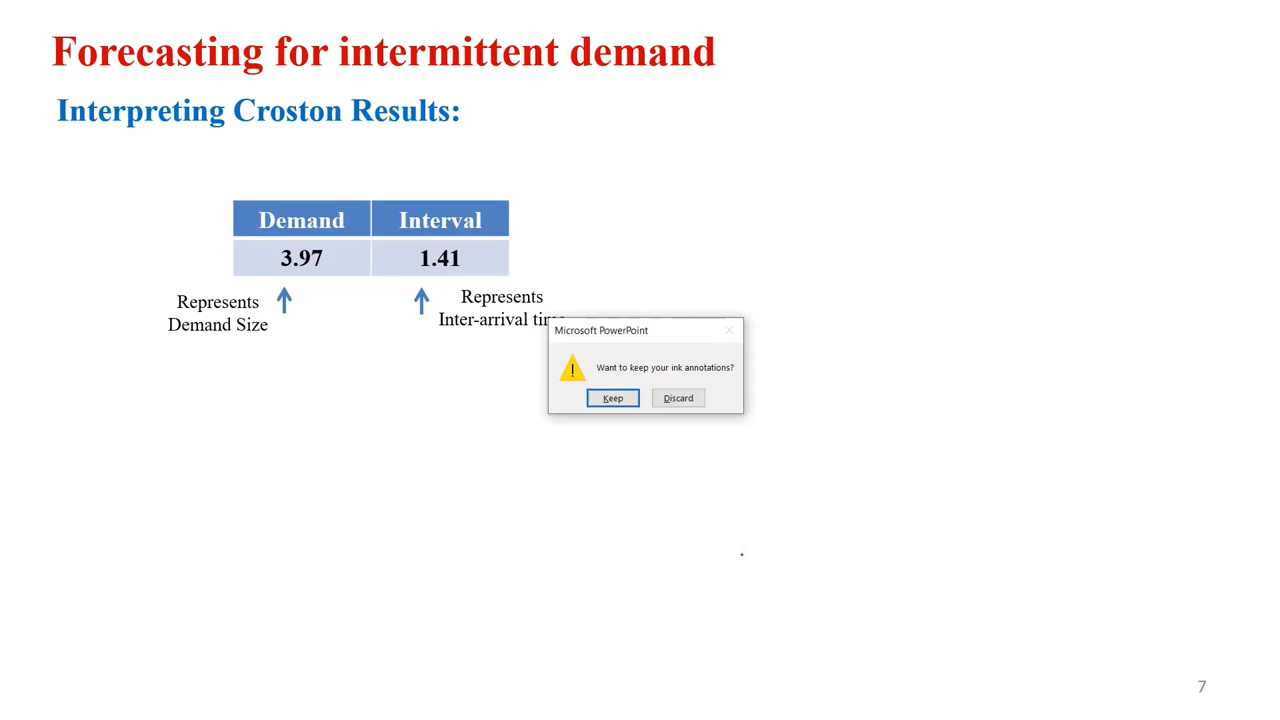 Forecasting for intermittent demand
Interpreting Croston Results:
Demand Interval
3.97 1.41
Represents
Demand Size
Represents
Inter-arrival time
Microsoft PowerPoint
Want to keep your ink annotations?
Keep Discard
7